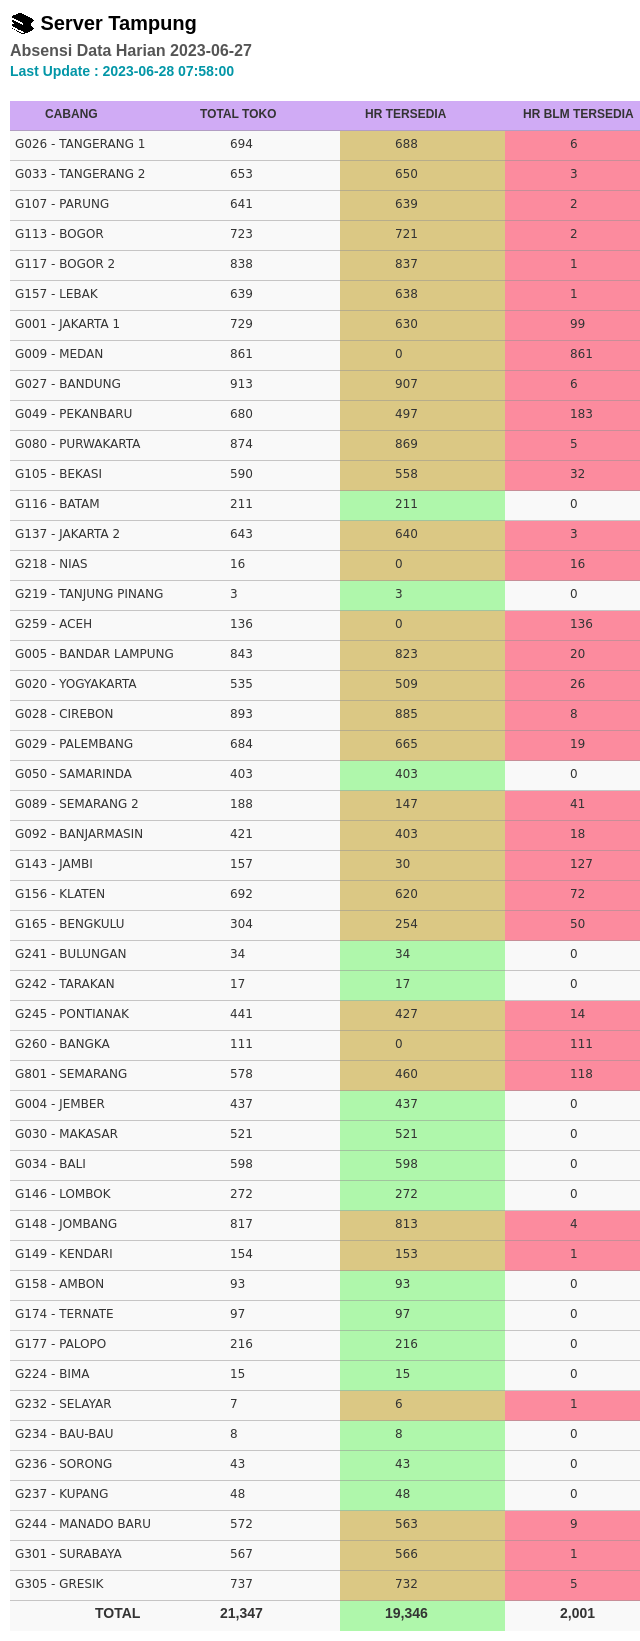 Server Tampung
Absensi Data Harian 2023-06-27
Last Update : 2023-06-28 07:58:00
CABANG TOTAL TOKO HR TERSEDIA HR BLM TERSEDIA
G026 - TANGERANG 1 694 688 6
G033 - TANGERANG 2 653 650 3
G107 - PARUNG 641 639 2
G113 - BOGOR 723 721 2
G117 - BOGOR 2 838 837 1
G157 - LEBAK 639 638 1
G001 - JAKARTA 1 729 630 99
G009 - MEDAN 861 0 861
G027 - BANDUNG 913 907 6
G049 - PEKANBARU 680 497 183
G080 - PURWAKARTA 874 869 5
G105 - BEKASI 590 558 32
G116 - BATAM 211 211 0
G137 - JAKARTA 2 643 640 3
G218 - NIAS 16 0 16
G219 - TANJUNG PINANG 3 3 0
G259 - ACEH 136 0 136
G005 - BANDAR LAMPUNG 843 823 20
G020 - YOGYAKARTA 535 509 26
G028 - CIREBON 893 885 8
G029 - PALEMBANG 684 665 19
G050 - SAMARINDA 403 403 0
G089 - SEMARANG 2 188 147 41
G092 - BANJARMASIN 421 403 18
G143 - JAMBI 157 30 127
G156 - KLATEN 692 620 72
G165 - BENGKULU 304 254 50
G241 - BULUNGAN 34 34 0
G242 - TARAKAN 17 17 0
G245 - PONTIANAK 441 427 14
G260 - BANGKA 111 0 111
G801 - SEMARANG 578 460 118
G004 - JEMBER 437 437 0
G030 - MAKASAR 521 521 0
G034 - BALI 598 598 0
G146 - LOMBOK 272 272 0
G148 - JOMBANG 817 813 4
G149 - KENDARI 154 153 1
G158 - AMBON 93 93 0
G174 - TERNATE 97 97 0
G177 - PALOPO 216 216 0
G224 - BIMA 15 15 0
G232 - SELAYAR 7 6 1
G234 - BAU-BAU 8 8 0
G236 - SORONG 43 43 0
G237 - KUPANG 48 48 0
G244 - MANADO BARU 572 563 9
G301 - SURABAYA 567 566 1
G305 - GRESIK 737 732 5
TOTAL 21,347 19,346 2,001